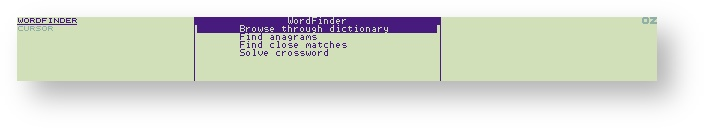 WORDFINDER
CURSOR
WordFinder
Browse through dictionary
Find anagrams
Find close matches
Solve crossword
OZ